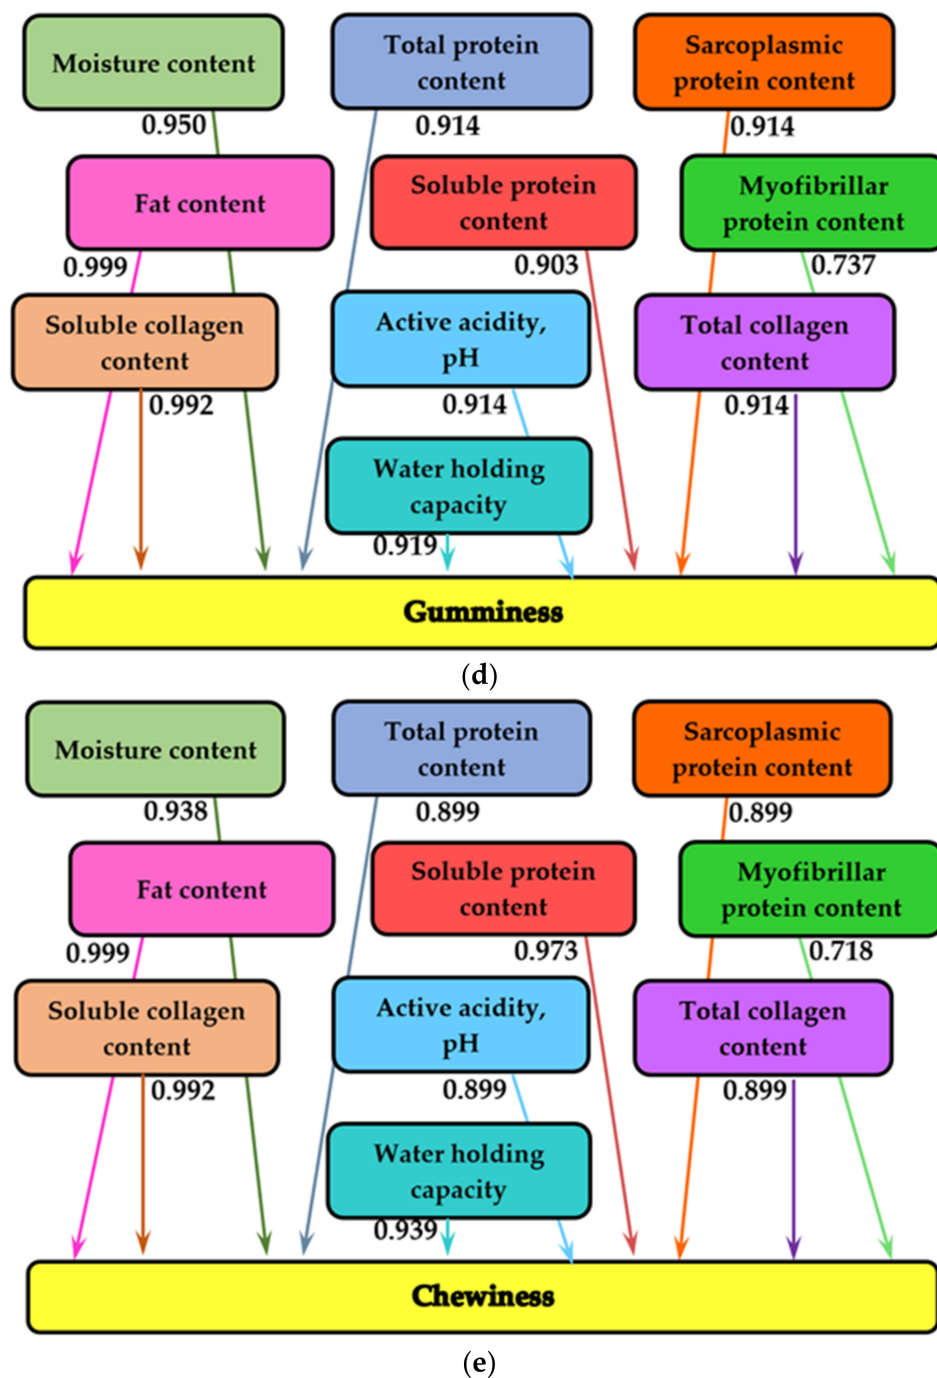 Moisture content
Total protein
content
Sarcoplasmic
protein content
0.950
0.914
0.914
Fat content
Soluble protein
content
Myofibrillar
protein content
0.999
0.903
0.737
Soluble collagen
content
Active acidity,
pH
Total collagen
content
0.992
0.914
0.914
Water holding
capacity
0.919
Gumminess
(d)
Moisture content
Total protein
content
Sarcoplasmic
protein content
0.938
0.899
0.899
Fat content
Soluble protein
content
Myofibrillar
protein content
0.999
0.973
0.718
Soluble collagen
content
Active acidity,
pH
Total collagen
content
0.992
0.899
0.899
Water holding
capacity
0.939
Chewiness
(e)